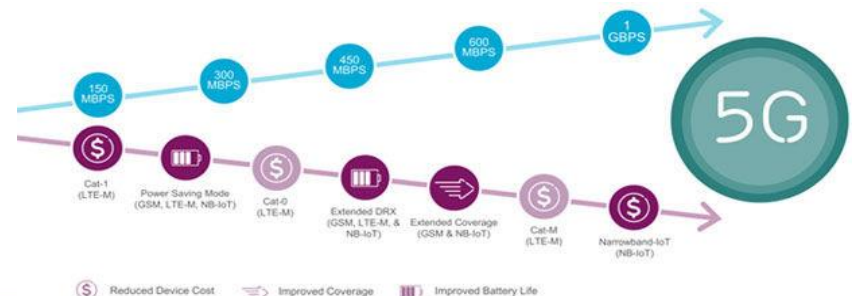 150
MBPS
300
MBPS
450
MBPS
600
MBPS
1
GBPS
5G
$
Cat-1
(LTE-M)
Power Saving Mode
(GSM, LTE-M, NB-IoT)
$
Cat-0
(LTE-M)
Extended DRX
(GSM, LTE-M, &
NB-IoT)
Extended Coverage
(GSM & NB-IoT)
$
Cat-M
(LTE-M)
$
Narrowband-IoT
(NB-IoT)
$ Reduced Device Cost
Improved Coverage
Improved Battery Life